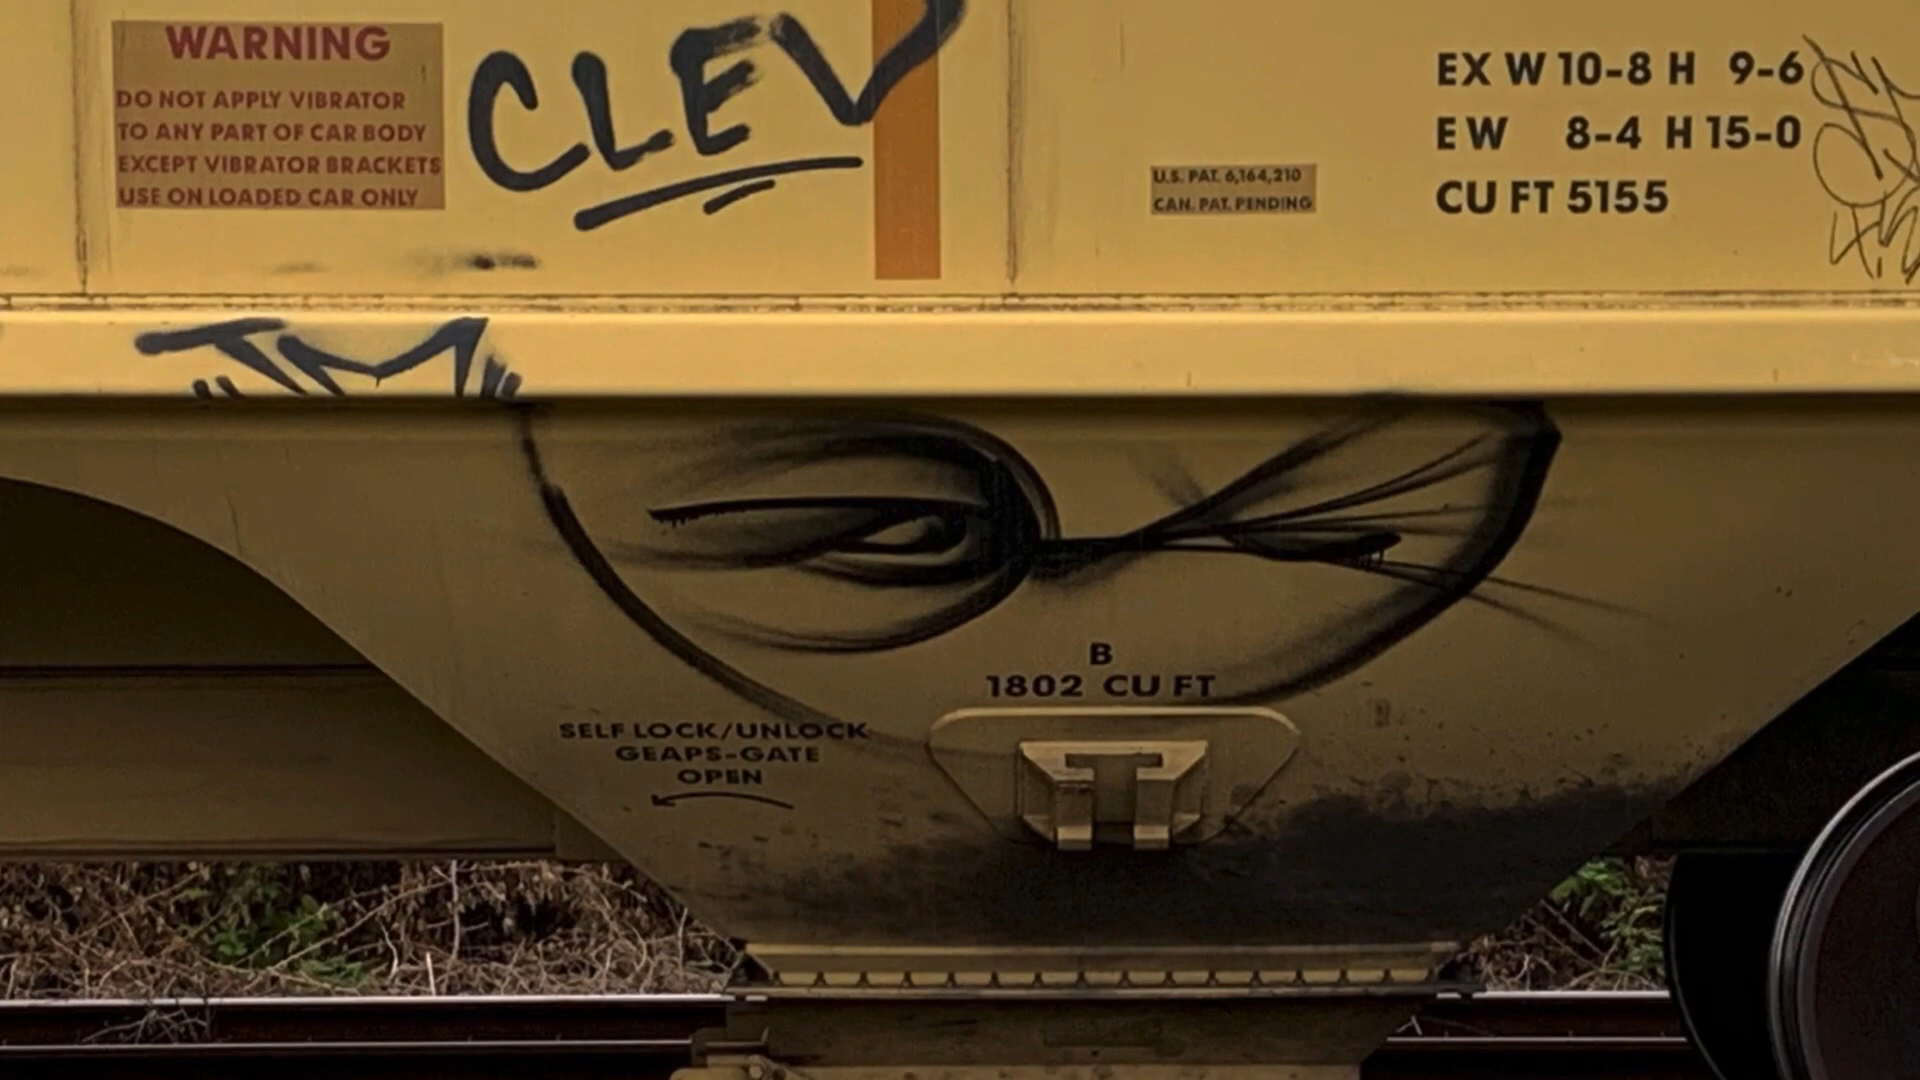 WARNING
DO NOT APPLY VIBRATOR
TO ANY PART OF CAR BODY
EXCEPT VIBRATOR BRACKETS
USE ON LOADED CAR ONLY
CLEV
U.S. PAT. 6,164,210
CAN. PAT. PENDING
EX W 10-8 H 9-6
E W 8-4 H 15-0
CU FT 5155
JM
B
1802 CU FT
SELF LOCK/UNLOCK
GEAPS-GATE
OPEN